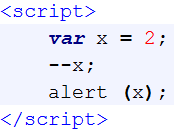 <script>
var x = 2;
--x;
alert (x);
</script>